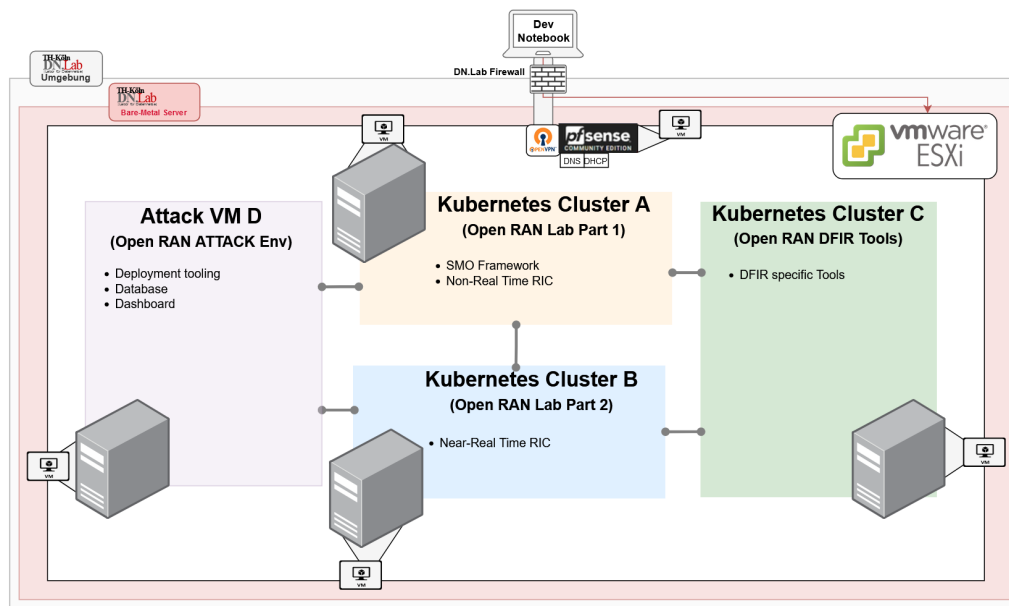 Dev
Notebook
DN.Lab Firewall
TH-Köln
DN.Lab
Umgebung
TH-Köln
DN.Lab
Bare-Metal Server
VM
OPENVPN
pfsense
COMMUNITY EDITION
DNS
DHCP
VM
vmware®
ESXi
Attack VM D
(Open RAN ATTACK Env)
• Deployment tooling
• Database
• Dashboard
Kubernetes Cluster A
(Open RAN Lab Part 1)
• SMO Framework
• Non-Real Time RIC
Kubernetes Cluster C
(Open RAN DFIR Tools)
• DFIR specific Tools
Kubernetes Cluster B
(Open RAN Lab Part 2)
• Near-Real Time RIC
VM
VM
VM